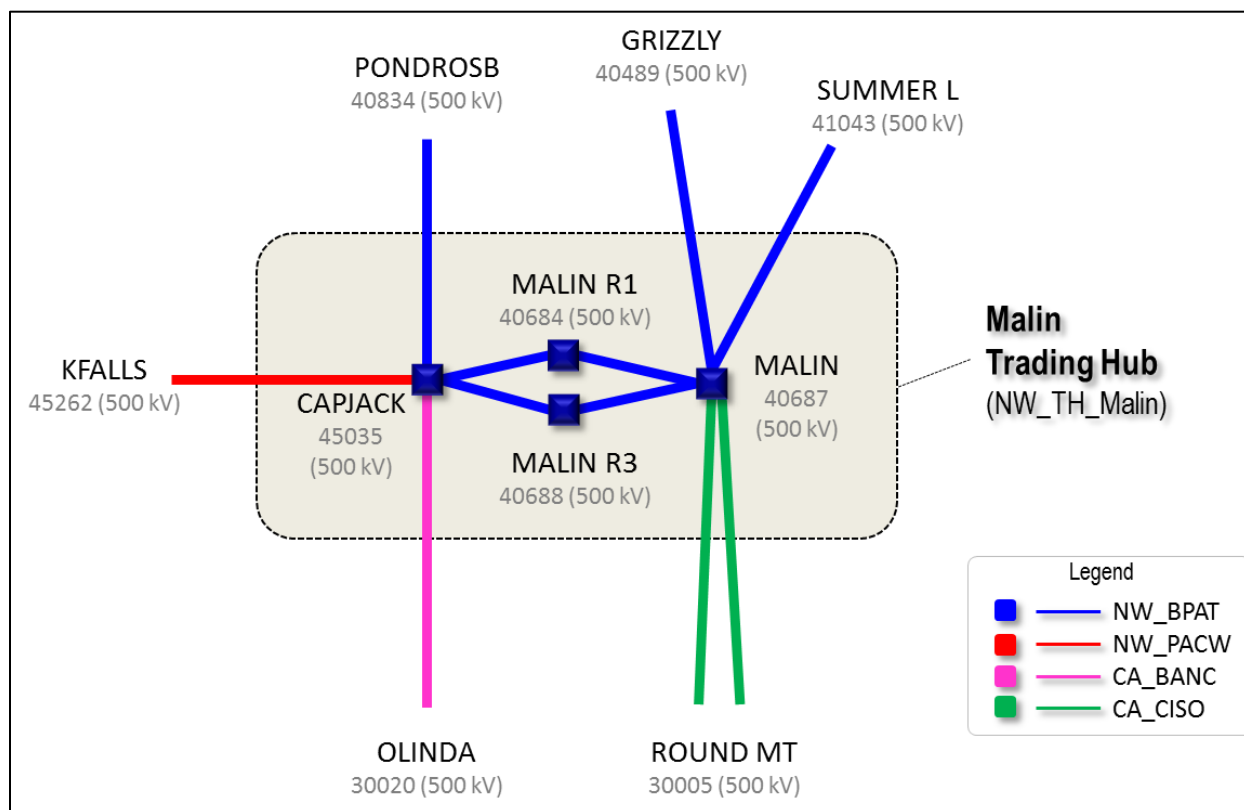 GRIZZLY
40489 (500 kV)
PONDROSB
40834 (500 kV)
SUMMER L
41043 (500 kV)
MALIN R1
40684 (500 kV)
KFALLS
45262 (500 kV)
CAPJACK
45035
(500 kV)
MALIN R3
40688 (500 kV)
MALIN
40687
(500 kV)
Malin
Trading Hub
(NW_TH_Malin)
OLINDA
30020 (500 kV)
ROUND MT
30005 (500 kV)
Legend
NW_BPAT
NW_PACW
CA_BANC
CA_CISO